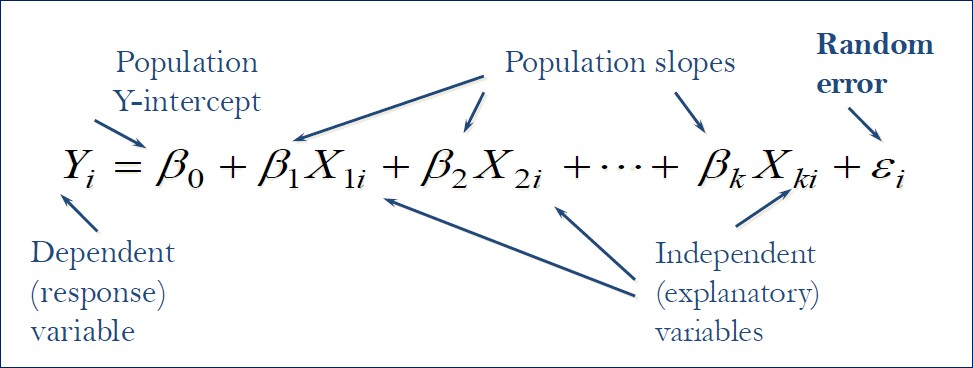 Population
Y-intercept
Population slopes
Random
error
Yᵢ = β₀ + β₁X₁ᵢ + β₂X₂ᵢ + ⋯ + βₖXₖᵢ + εᵢ
Dependent
(response)
variable
Independent
(explanatory)
variables